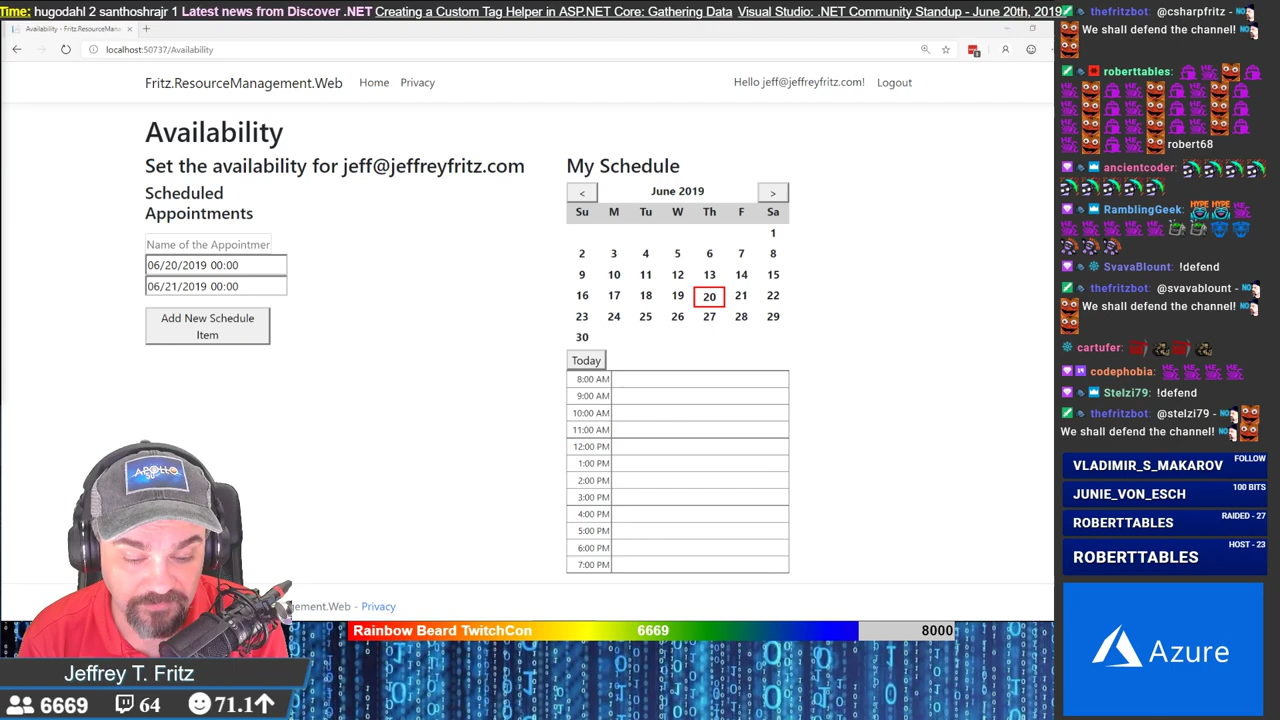 Time: hugodahl 2 santhoshrajr 1 Latest news from Discover .NET Creating a Custom Tag Helper in ASP.NET Core: Gathering Data, Visual Studio: .NET Community Standup - June 20th, 2019
Availability - Fritz.ResourceMana
localhost:50737/Availability
Fritz.ResourceManagement.Web Home Privacy Hello jeff@jeffreyfritz.com! Logout
Availability
Set the availability for jeff@jeffreyfritz.com
Scheduled
Appointments
Name of the Appointmer
06/20/2019 00:00
06/21/2019 00:00
Add New Schedule
Item
My Schedule
< June 2019 >
Su M Tu W Th F Sa
1
2 3 4 5 6 7 8
9 10 11 12 13 14 15
16 17 18 19 20 21 22
23 24 25 26 27 28 29
30
Today
8:00 AM
9:00 AM
10:00 AM
11:00 AM
12:00 PM
1:00 PM
2:00 PM
3:00 PM
4:00 PM
5:00 PM
6:00 PM
7:00 PM
gement.Web - Privacy
APOLLO
50
Rainbow Beard TwitchCon 6669 8000
Jeffrey T. Fritz
6669 64 71.1
thefritzbot: @csharpfritz -
We shall defend the channel!
roberttables:
robert68
ancientcoder:
RamblingGeek:
SvavaBlount: !defend
thefritzbot: @svavablount -
We shall defend the channel!
cartufer:
codephobia:
Stelzi79: !defend
thefritzbot: @stelzi79 -
We shall defend the channel!
VLADIMIR_S_MAKAROV FOLLOW
JUNIE_VON_ESCH 100 BITS
ROBERTTABLES RAIDED - 27
ROBERTTABLES HOST - 23
Azure